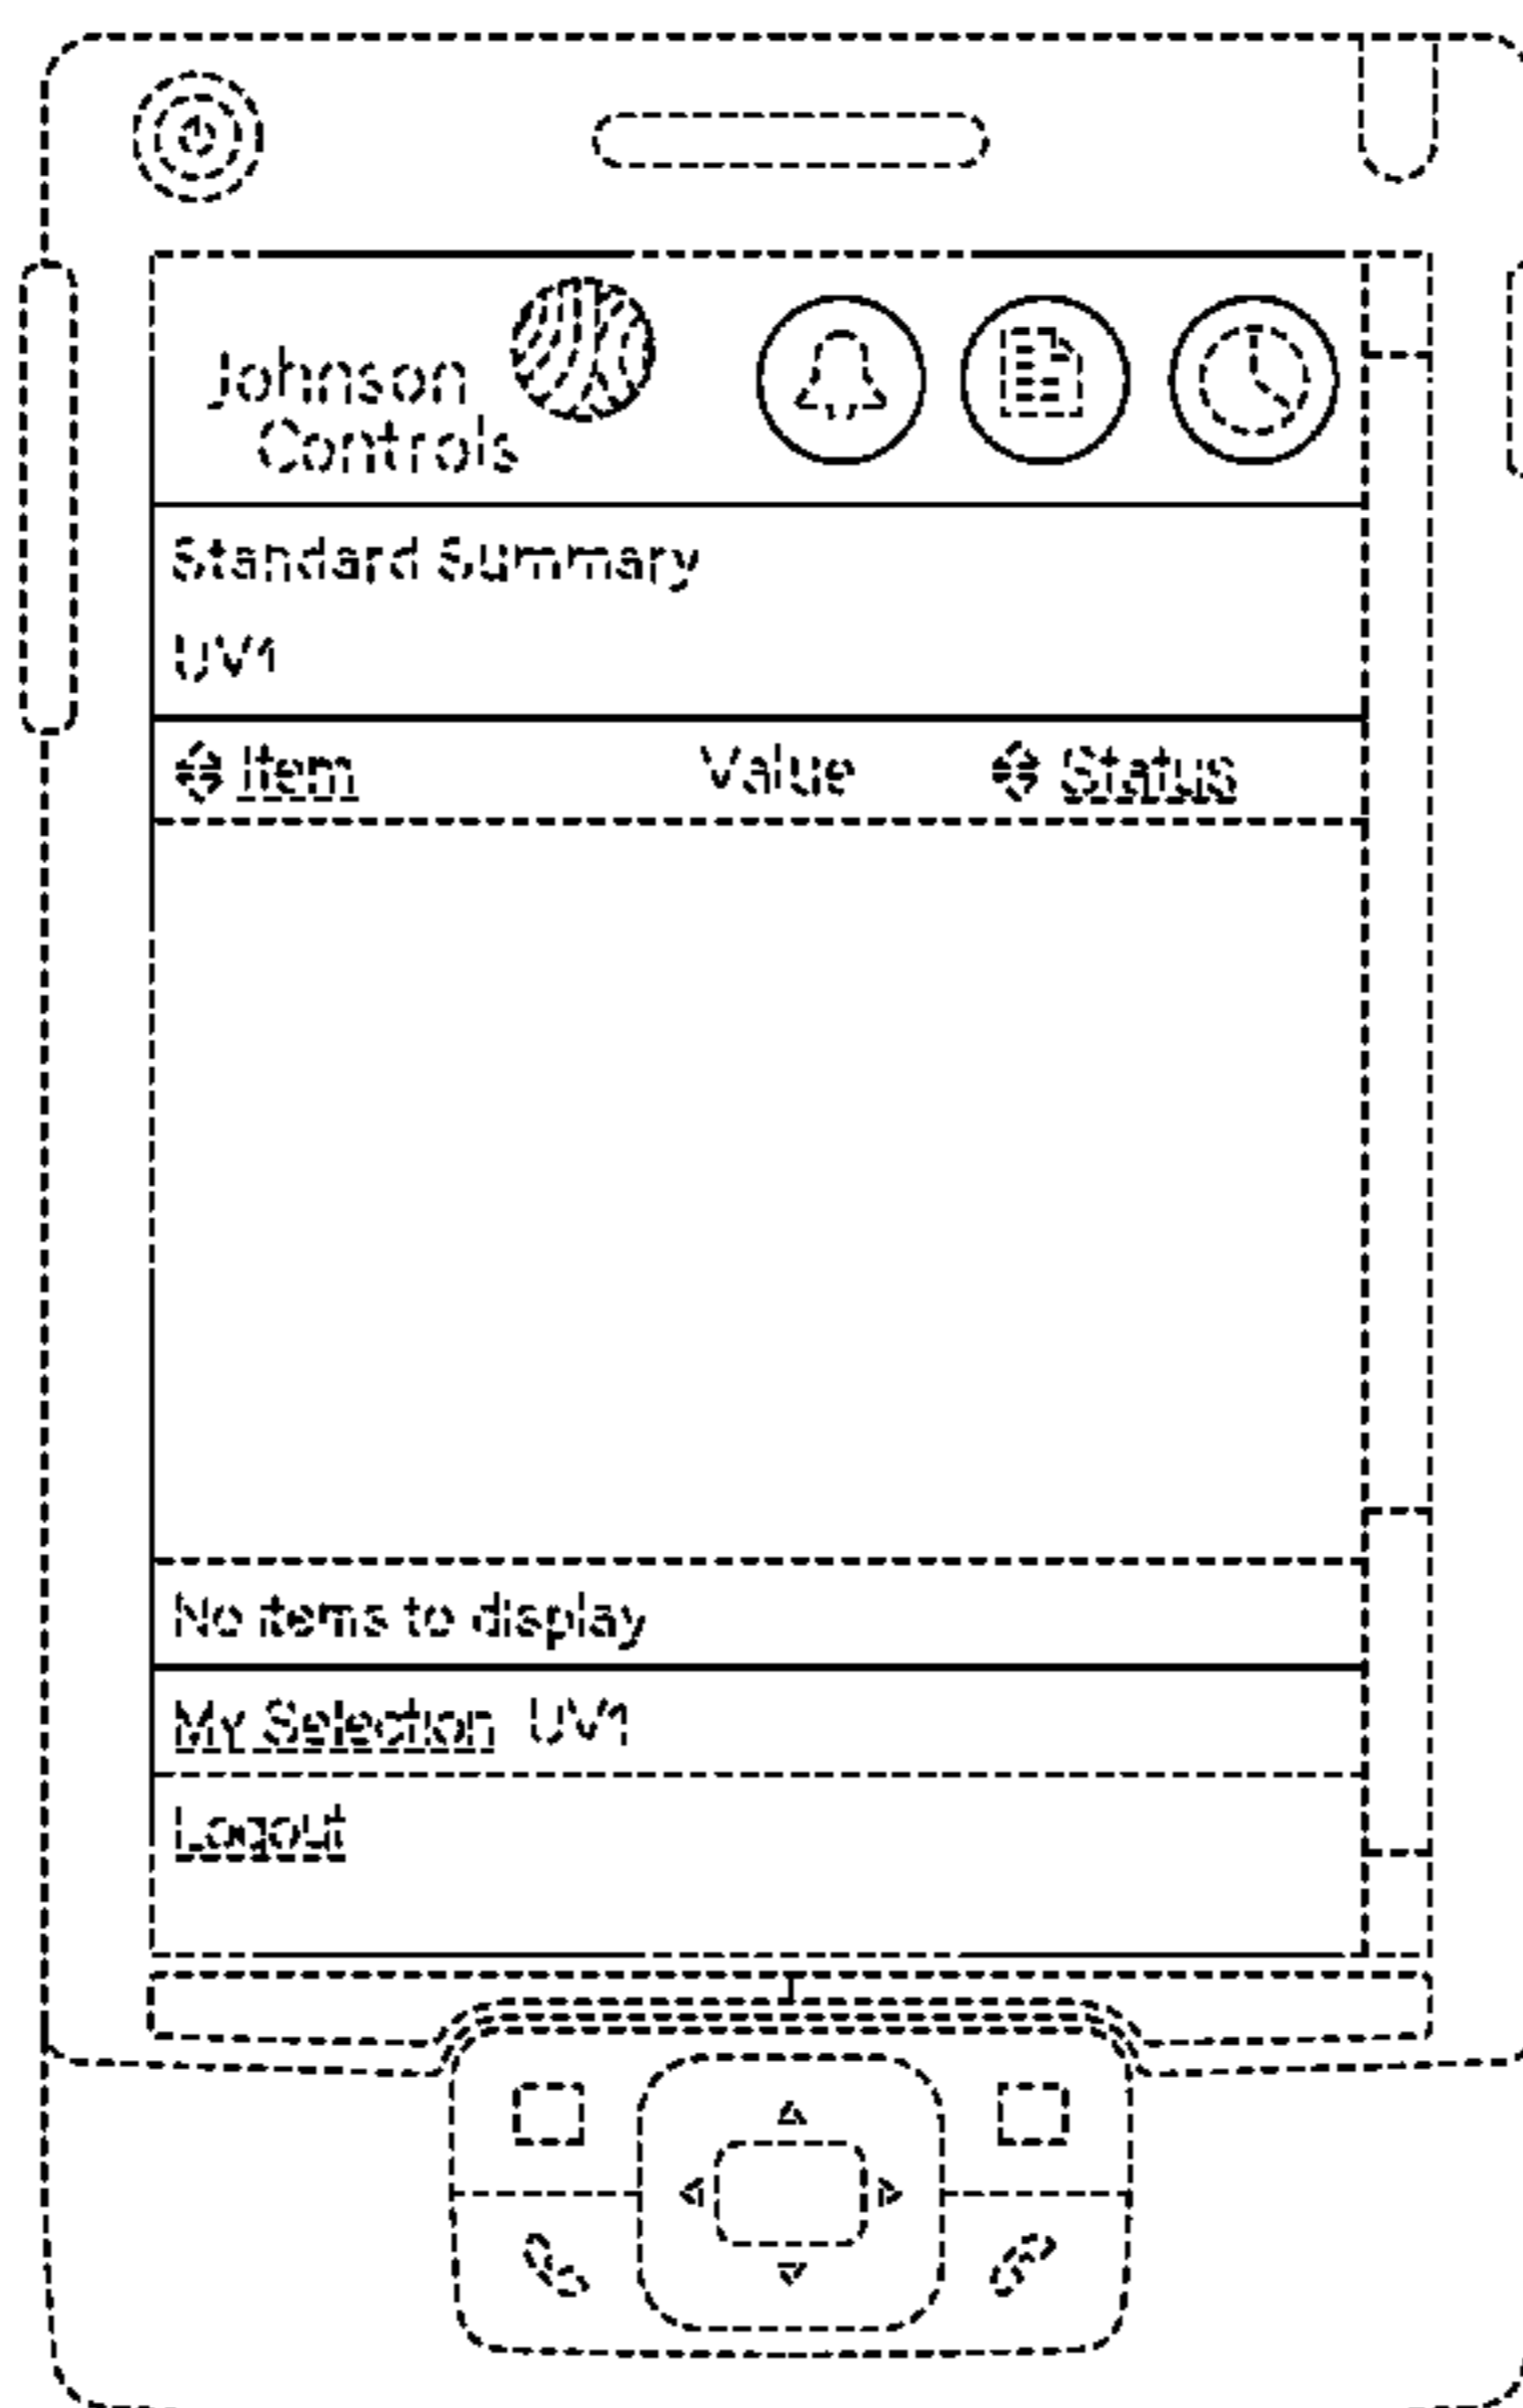 Johnson
Controls
Standard Summary
UV1
Item Value Status
No items to display
My Selection UV1
Logout